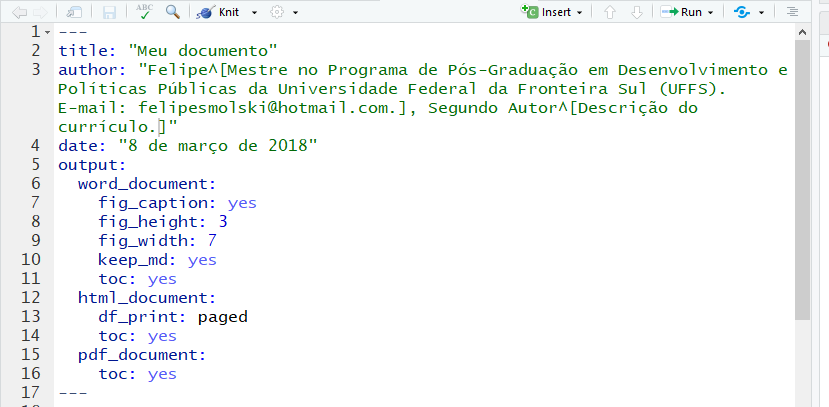 ABC
Knit
Insert
Run
1 ---
2 title: "Meu documento"
3 author: "Felipe^[Mestre no Programa de Pós-Graduação em Desenvolvimento e
Políticas Públicas da Universidade Federal da Fronteira Sul (UFFS).
E-mail: felipesmolski@hotmail.com.], Segundo Autor^[Descrição do
currículo.]"
4 date: "8 de março de 2018"
5 output:
6 word_document:
7 fig_caption: yes
8 fig_height: 3
9 fig_width: 7
10 keep_md: yes
11 toc: yes
12 html_document:
13 df_print: paged
14 toc: yes
15 pdf_document:
16 toc: yes
17 ---